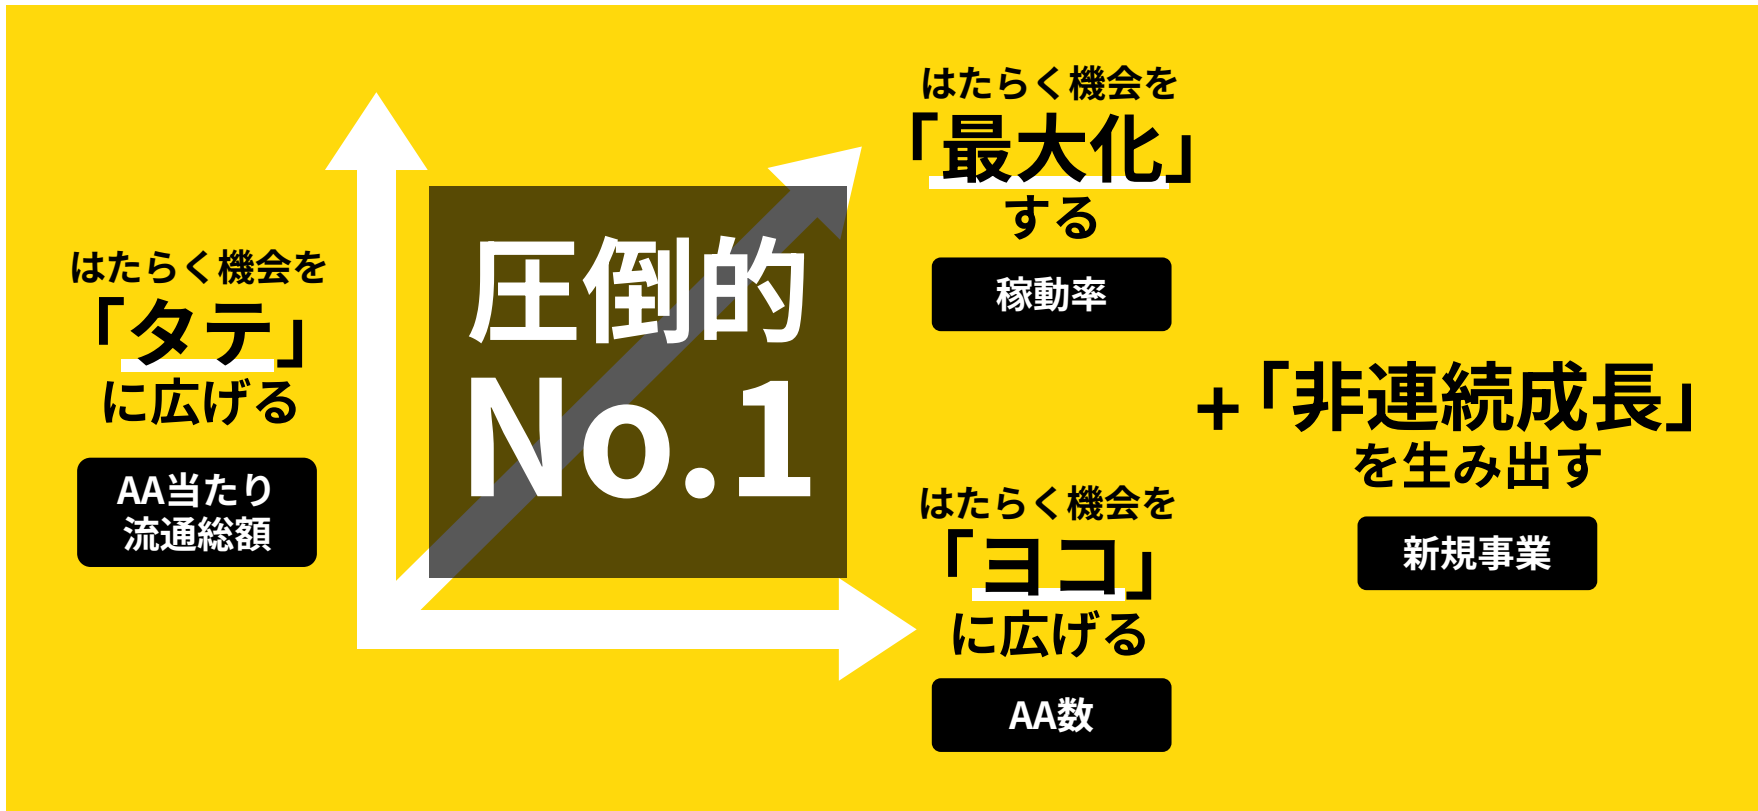 はたらく機会を
「タテ」
に広げる
AA当たり
流通総額
圧倒的
No.1
はたらく機会を
「最大化」
する
稼動率
はたらく機会を
「ヨコ」
に広げる
AA数
+「非連続成長」
を生み出す
新規事業